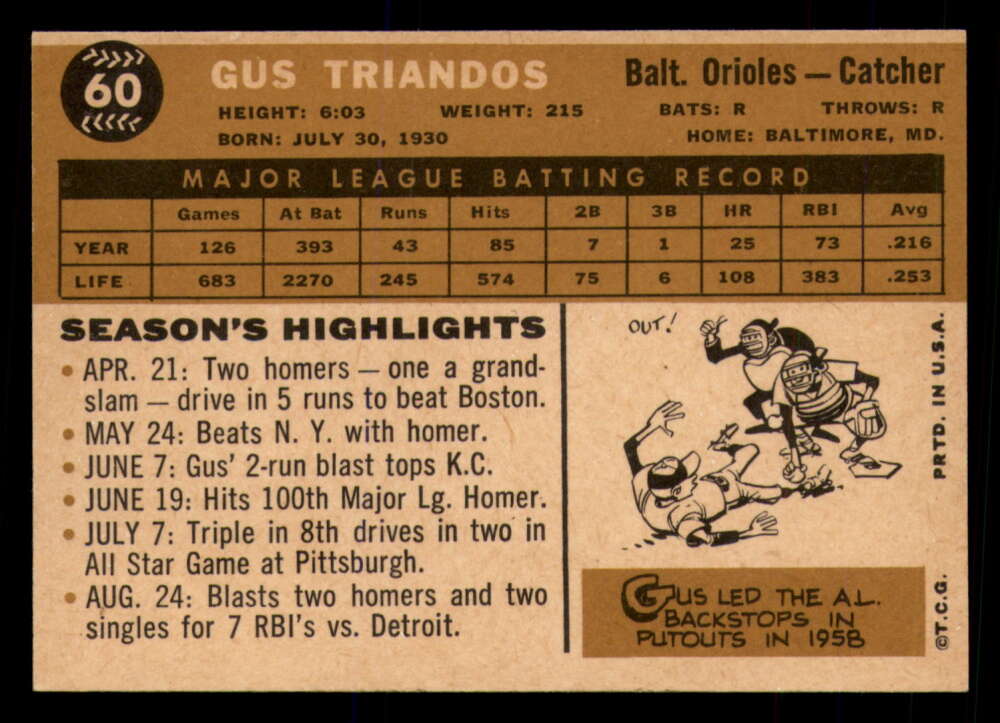 60
GUS TRIANDOS
Balt. Orioles — Catcher
HEIGHT: 6:03 WEIGHT: 215 BATS: R THROWS: R
BORN: JULY 30, 1930 HOME: BALTIMORE, MD.
MAJOR LEAGUE BATTING RECORD
Games At Bat Runs Hits 2B 3B HR RBI Avg
YEAR 126 393 43 85 7 1 25 73 .216
LIFE 683 2270 245 574 75 6 108 383 .253
SEASON'S HIGHLIGHTS
• APR. 21: Two homers — one a grand-
slam — drive in 5 runs to beat Boston.
• MAY 24: Beats N. Y. with homer.
• JUNE 7: Gus' 2-run blast tops K.C.
• JUNE 19: Hits 100th Major Lg. Homer.
• JULY 7: Triple in 8th drives in two in
All Star Game at Pittsburgh.
• AUG. 24: Blasts two homers and two
singles for 7 RBI's vs. Detroit.
OUT!
GUS LED THE A.L.
BACKSTOPS IN
PUTOUTS IN 1958
PRTD. IN U.S.A.
©T.C.G.